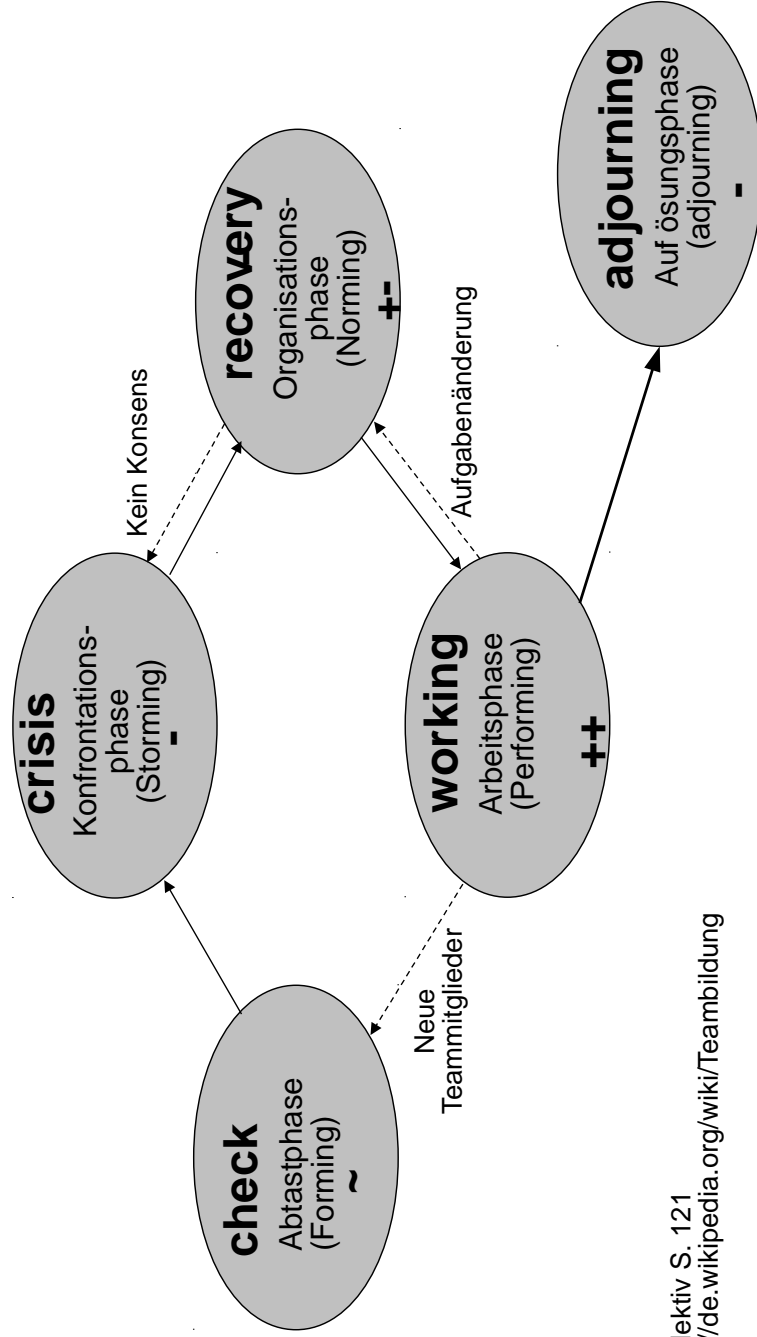 crisis
Konfrontations-
phase
(Storming)
-
Kein Konsens
recovery
Organisations-
phase
(Norming)
+-
check
Abtastphase
(Forming)
~
Neue
Teammitglieder
working
Arbeitsphase
(Performing)
++
Aufgabenänderung
adjourning
Auf ösungsphase
(adjourning)
-
lektiv S. 121
//de.wikipedia.org/wiki/Teambildung